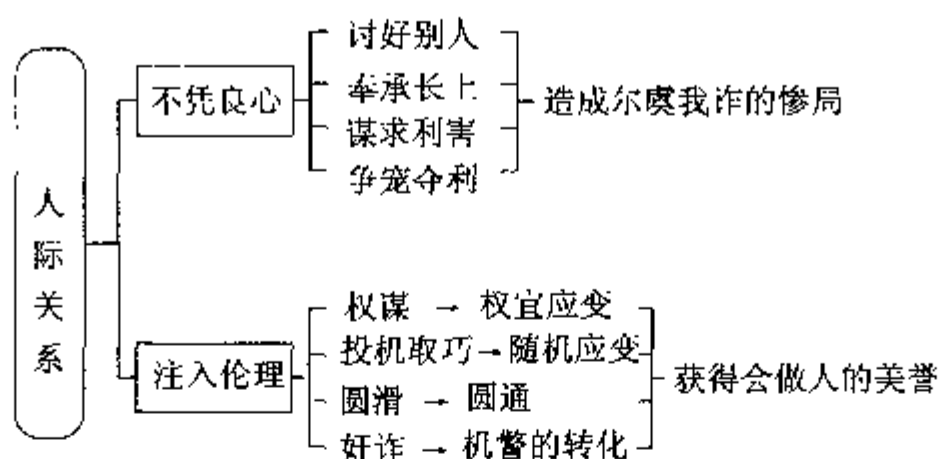 人际关系
不凭良心
讨好别人
奉承长上
谋求利害
争宠夺利
造成尔虞我诈的惨局
注入伦理
权谋 → 权宜应变
投机取巧→随机应变
圆滑 → 圆通
奸诈 → 机警的转化
获得会做人的美誉